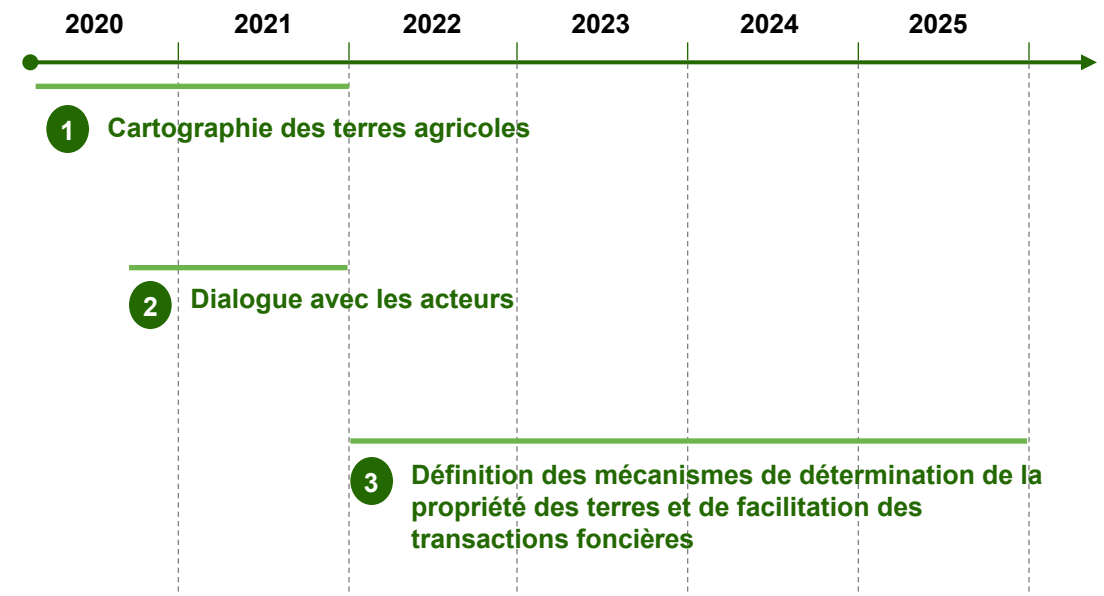 2020 2021 2022 2023 2024 2025
1 Cartographie des terres agricoles
2 Dialogue avec les acteurs
3 Définition des mécanismes de détermination de la
propriété des terres et de facilitation des
transactions foncières